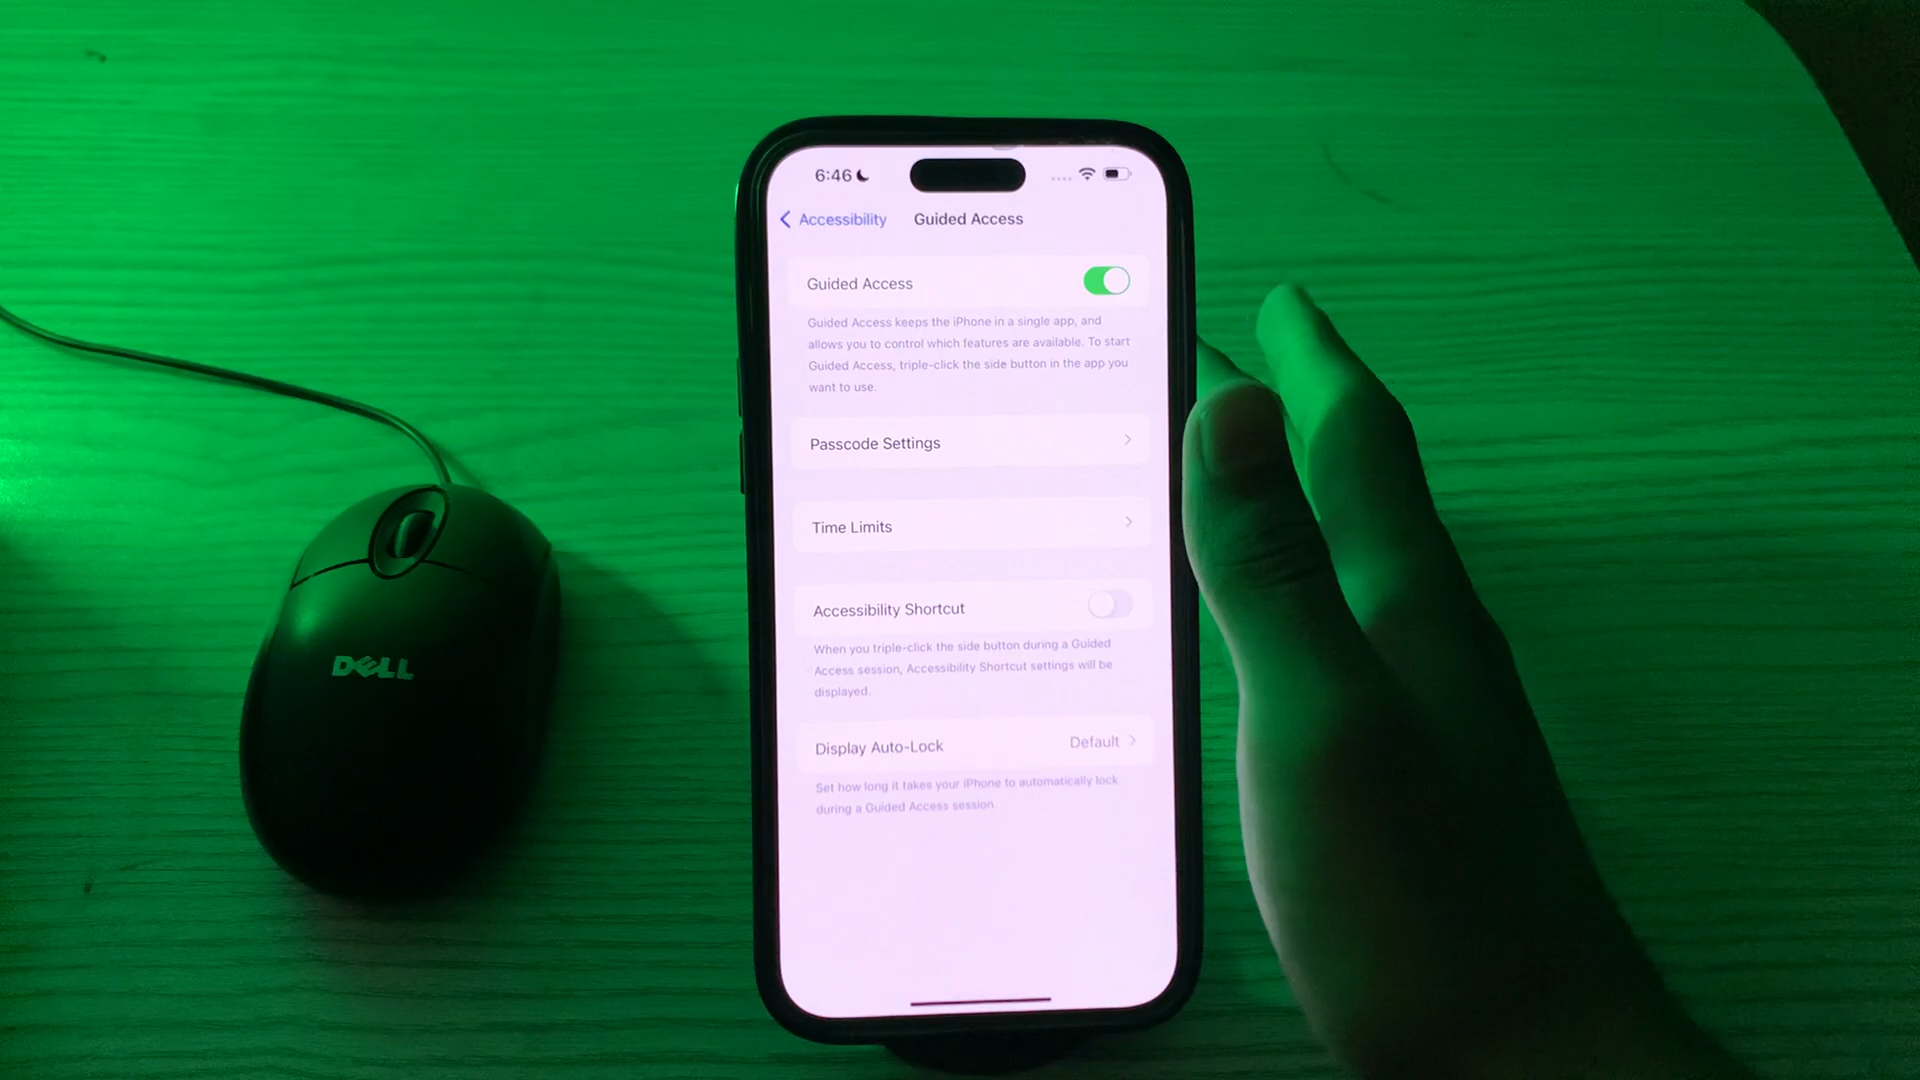 6:46
Accessibility Guided Access
Guided Access
Guided Access keeps the iPhone in a single app, and
allows you to control which features are available. To start
Guided Access, triple-click the side button in the app you
want to use.
Passcode Settings
Time Limits
Accessibility Shortcut
When you triple-click the side button during a Guided
Access session, Accessibility Shortcut settings will be
displayed.
Display Auto-Lock Default
Set how long it takes your iPhone to automatically lock
during a Guided Access session.
DELL